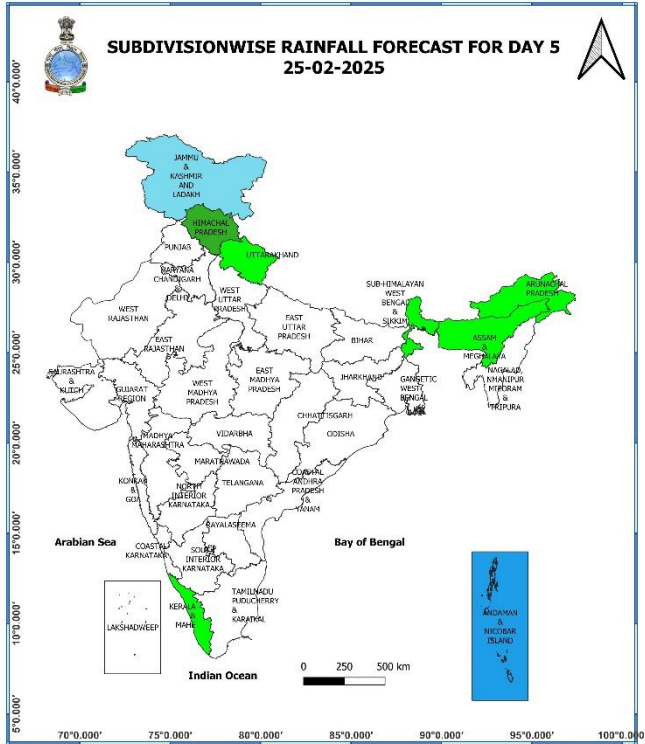 SUBDIVISIONWISE RAINFALL FORECAST FOR DAY 5
25-02-2025
40°0.000'
35°0.000'
30°0.000'
25°0.000'
20°0.000'
15°0.000'
10°0.000'
5°0.000'
JAMMU
&
KASHMIR
AND
LADAKH
HIMACHAL
PRADESH
PUNJAB
UTTARAKHAND
HARYANA
CHANDIGARH
&
DELHI
WEST
UTTAR
PRADESH
SUB-HIMALAYAN
WEST
BENGAL
&
SIKKIM
ARUNACHAL
PRADESH
WEST
RAJASTHAN
EAST
RAJASTHAN
EAST
UTTAR
PRADESH
BIHAR
ASSAM
&
MEGHALAYA
SAURASHTRA
&
KUTCH
GUJARAT
REGION
WEST
MADHYA
PRADESH
EAST
MADHYA
PRADESH
JHARKHAND
GANGETIC
WEST
BENGAL
NAGALAD,
NMANIPUR
MIZORAM
&
TRIPURA
CHHATTISGARH
ODISHA
MADHYA
MAHARASHTRA
VIDARBHA
MARATHWADA
TELANGANA
KONKAN
&
GOA
NORTH
INTERIOR
KARNATAKA
COASTAL
ANDHRA
PRADESH
&
YANAM
RAYALASEEMA
Arabian Sea
COASTAL
KARNATAKA
SOUTH
INTERIOR
KARNATAKA
Bay of Bengal
LAKSHADWEEP
KERALA
&
MAHE
TAMILNADU
PUDUCHERRY
&
KARAIKAL
ANDAMAN
&
NICOBAR
ISLAND
Indian Ocean
0 250 500 km
70°0.000' 75°0.000' 80°0.000' 85°0.000' 90°0.000' 95°0.000' 100°0.000'